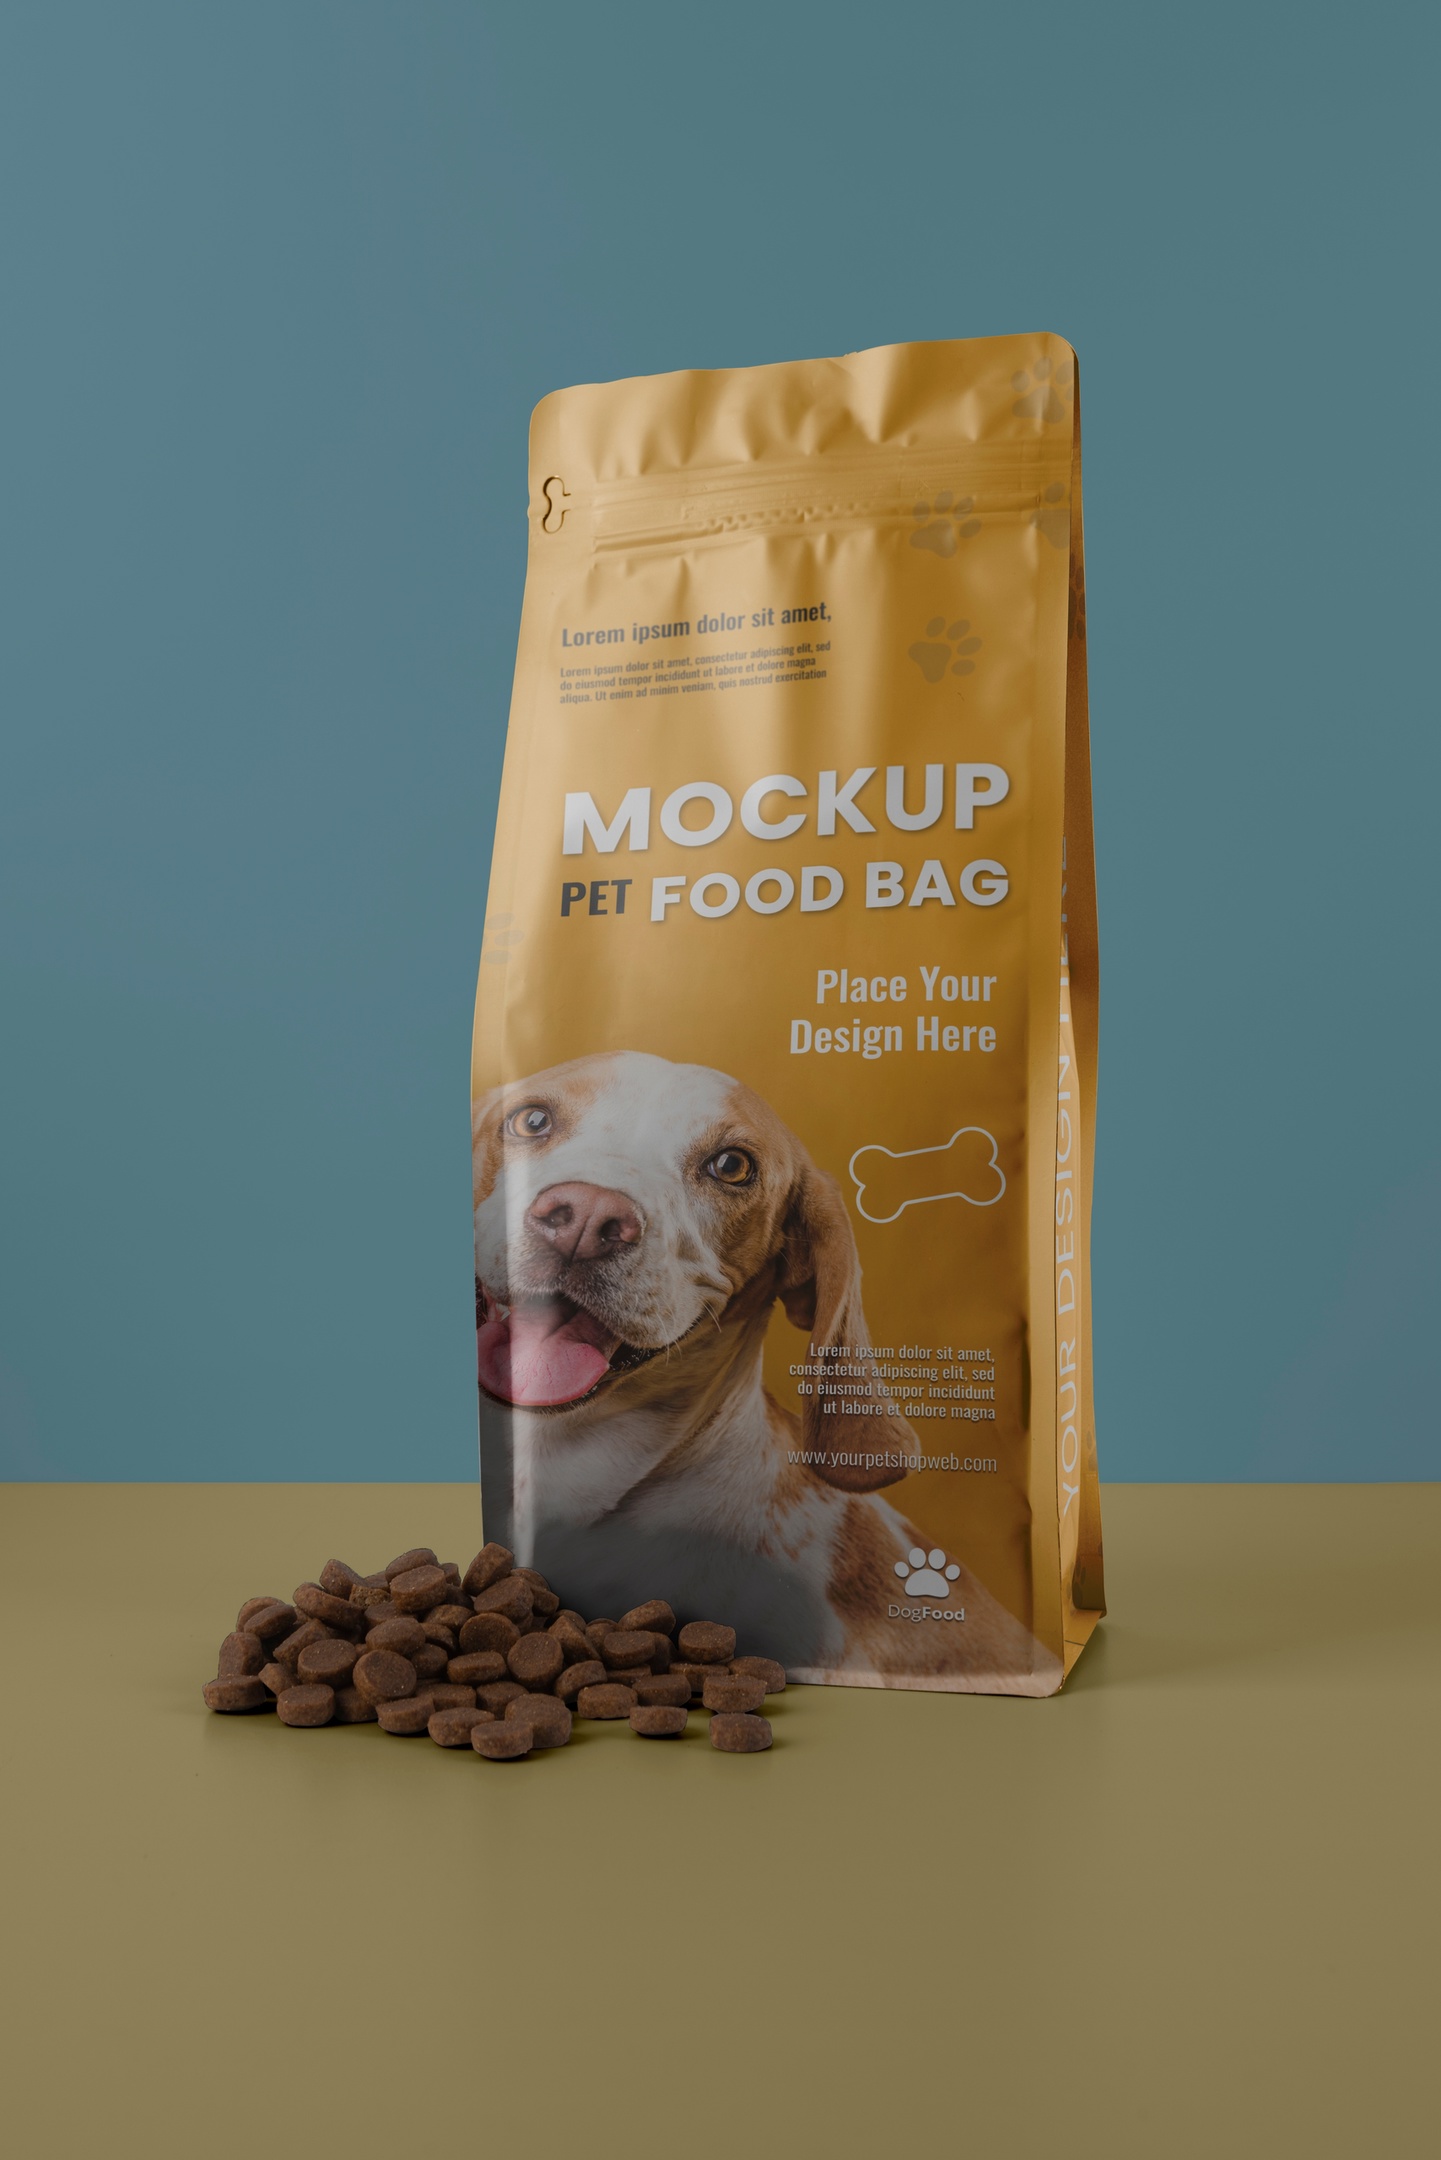 Lorem ipsum dolor sit amet,
Lorem ipsum dolor sit amet, consectetur adipiscing elit, sed
do eiusmod tempor incididunt ut labore et dolore magna
aliqua. Ut enim ad minim veniam, quis nostrud exercitation
MOCKUP
PET FOOD BAG
Place Your
Design Here
Lorem ipsum dolor sit amet,
consectetur adipiscing elit, sed
do eiusmod tempor incididunt
ut labore et dolore magna
www.yourpetshopweb.com
DogFood
YOUR DESIGN HERE